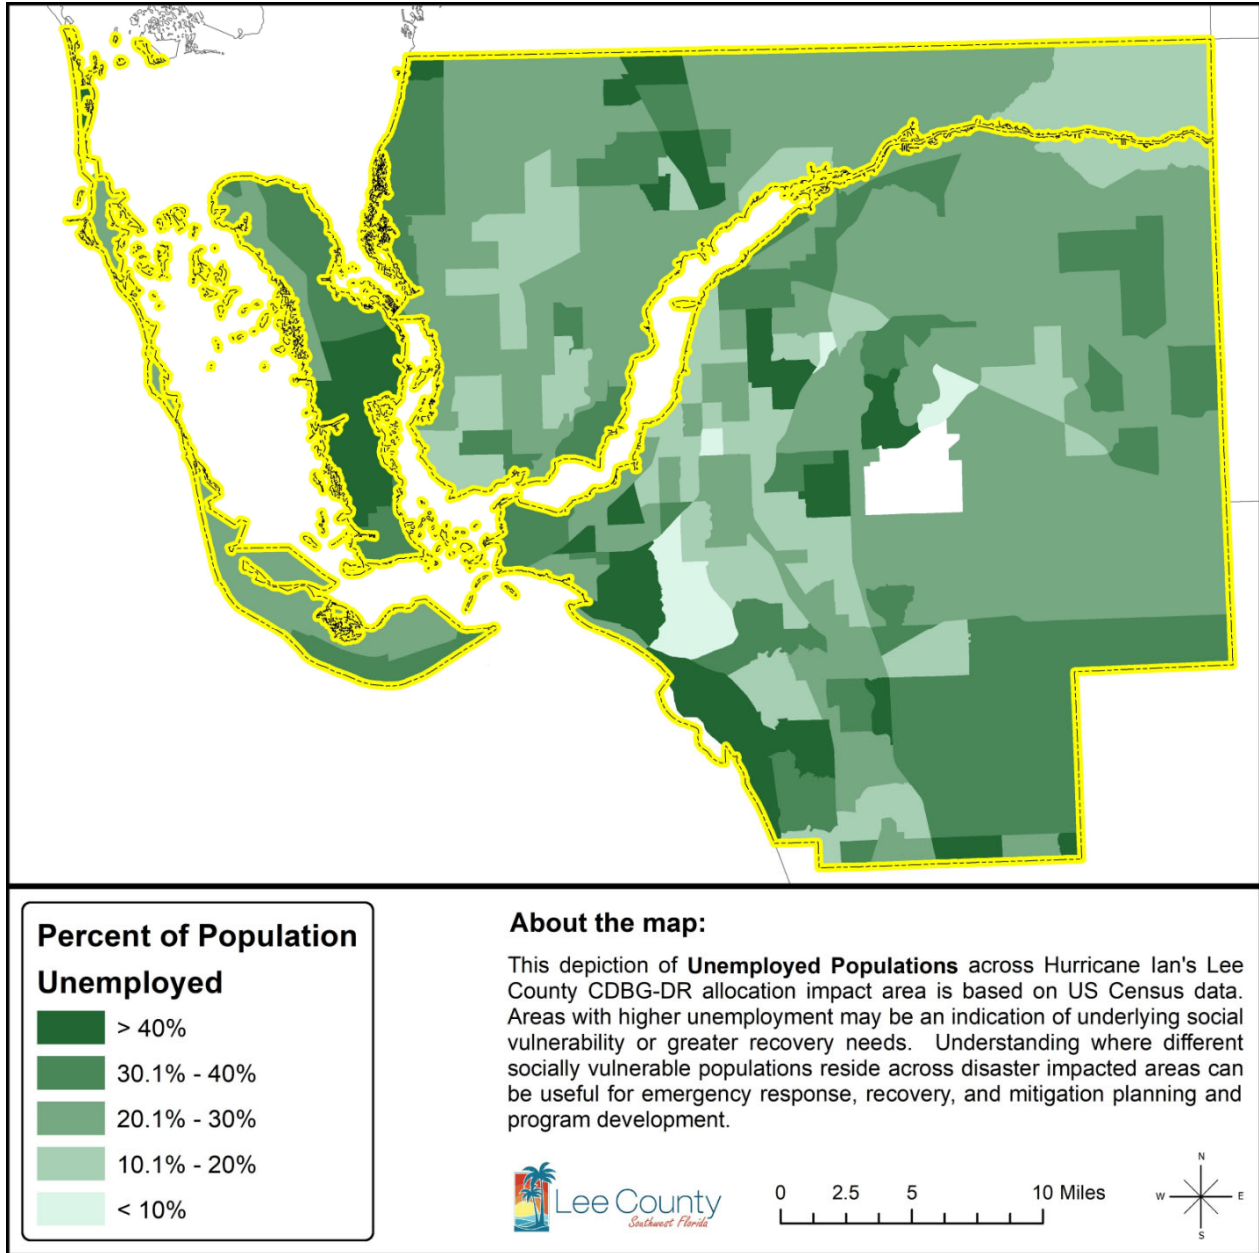 Percent of Population
Unemployed
> 40%
30.1% - 40%
20.1% - 30%
10.1% - 20%
< 10%
About the map:
This depiction of Unemployed Populations across Hurricane Ian's Lee
County CDBG-DR allocation impact area is based on US Census data.
Areas with higher unemployment may be an indication of underlying social
vulnerability or greater recovery needs.  Understanding where different
socially vulnerable populations reside across disaster impacted areas can
be useful for emergency response, recovery, and mitigation planning and
program development.
Lee County
Southwest Florida
0 2.5 5 10 Miles
N
W E
S